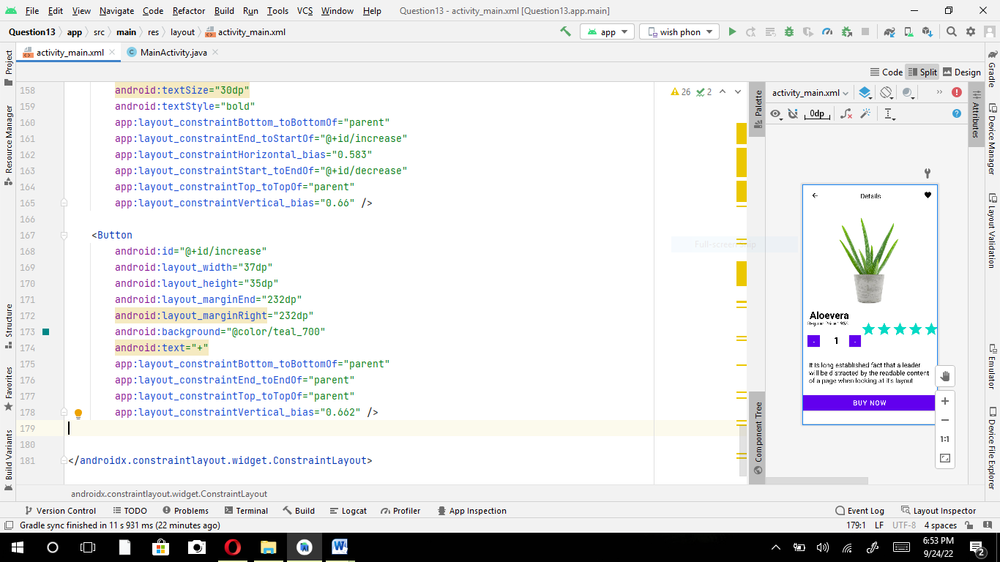 File Edit View Navigate Code Refactor Build Run Tools VCS Window Help Question13 - activity_main.xml [Question13.app.main]
Question13 app src main res layout activity_main.xml
app wish phon
activity_main.xml MainActivity.java
Code Split Design
158 android:textSize="30dp"
159 android:textStyle="bold"
160 app:layout_constraintBottom_toBottomOf="parent"
161 app:layout_constraintEnd_toStartOf="@+id/increase"
162 app:layout_constraintHorizontal_bias="0.583"
163 app:layout_constraintStart_toEndOf="@+id/decrease"
164 app:layout_constraintTop_toTopOf="parent"
165 app:layout_constraintVertical_bias="0.66" />
166
167 <Button
168 android:id="@+id/increase"
169 android:layout_width="37dp"
170 android:layout_height="35dp"
171 android:layout_marginEnd="232dp"
172 android:layout_marginRight="232dp"
173 android:background="@color/teal_700"
174 android:text="+"
175 app:layout_constraintBottom_toBottomOf="parent"
176 app:layout_constraintEnd_toEndOf="parent"
177 app:layout_constraintTop_toTopOf="parent"
178 app:layout_constraintVertical_bias="0.662" />
179
180
181 </androidx.constraintlayout.widget.ConstraintLayout>
androidx.constraintlayout.widget.ConstraintLayout
26 2
Full-screen Snip
Project
Resource Manager
Structure
Favorites
Build Variants
Palette
Component Tree
activity_main.xml
0dp
Details
Aloevera
Regular Price
1
It is long established fact that a leader
will be distracted by the readable content
of a page when looking at it's layout
BUY NOW
1:1
Attributes
Gradle
Device Manager
Layout Validation
Emulator
Device File Explorer
Version Control TODO Problems Terminal Build Logcat Profiler App Inspection Event Log Layout Inspector
Gradle sync finished in 11 s 931 ms (22 minutes ago) 179:1 LF UTF-8 4 spaces
6:53 PM
9/24/22
2